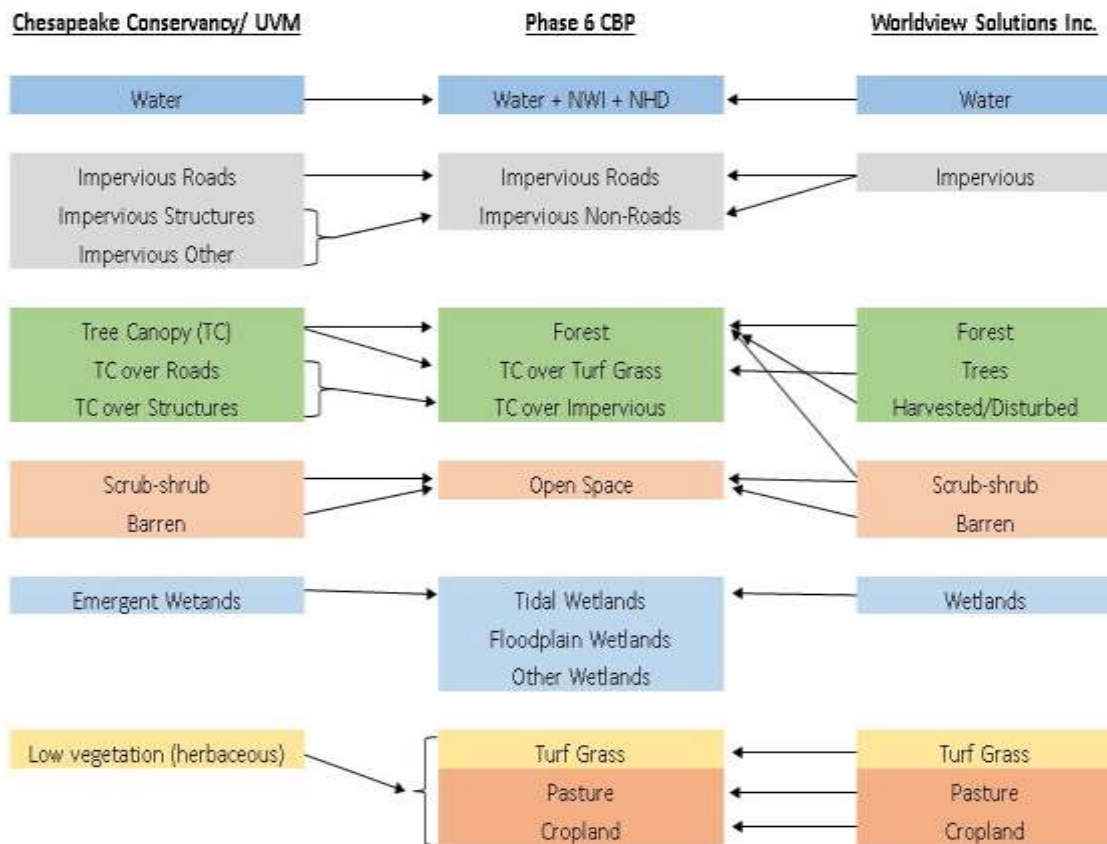 Chesapeake Conservancy/ UVM
Phase 6 CBP
Worldview Solutions Inc.
Water
Water + NWI + NHD
Water
Impervious Roads
Impervious Roads
Impervious
Impervious Structures
Impervious Non-Roads
Impervious Other
Tree Canopy (TC)
Forest
Forest
TC over Roads
TC over Turf Grass
Trees
TC over Structures
TC over Impervious
Harvested/Disturbed
Scrub-shrub
Open Space
Scrub-shrub
Barren
Barren
Emergent Wetands
Tidal Wetlands
Wetlands
Floodplain Wetlands
Other Wetlands
Low vegetation (herbaceous)
Turf Grass
Turf Grass
Pasture
Pasture
Cropland
Cropland